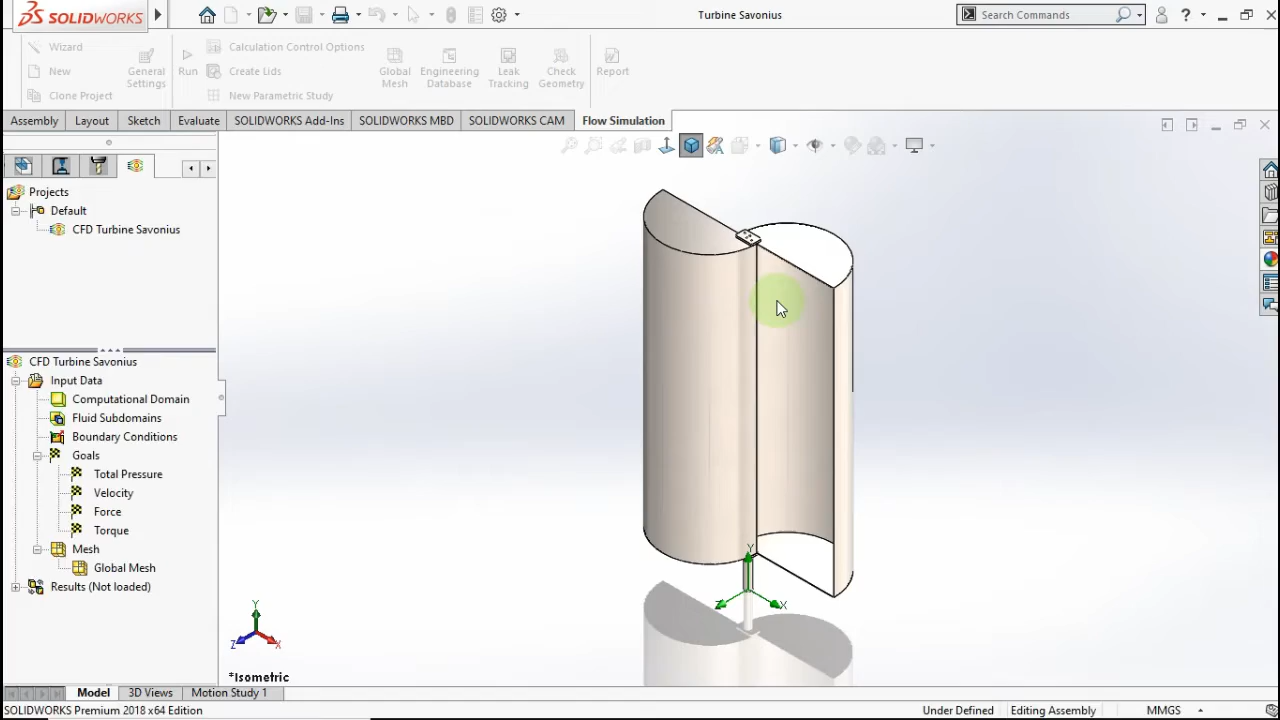 SOLIDWORKS
Turbine Savonius
Search Commands
?
Wizard
New
Clone Project
General
Settings
Run
Calculation Control Options
Create Lids
New Parametric Study
Global
Mesh
Engineering
Database
Leak
Tracking
Check
Geometry
Report
Assembly
Layout
Sketch
Evaluate
SOLIDWORKS Add-Ins
SOLIDWORKS MBD
SOLIDWORKS CAM
Flow Simulation
Projects
Default
CFD Turbine Savonius
CFD Turbine Savonius
Input Data
Computational Domain
Fluid Subdomains
Boundary Conditions
Goals
Total Pressure
Velocity
Force
Torque
Mesh
Global Mesh
Results (Not loaded)
Y
Z
X
Y
Z
X
*Isometric
Model
3D Views
Motion Study 1
SOLIDWORKS Premium 2018 x64 Edition
Under Defined
Editing Assembly
MMGS